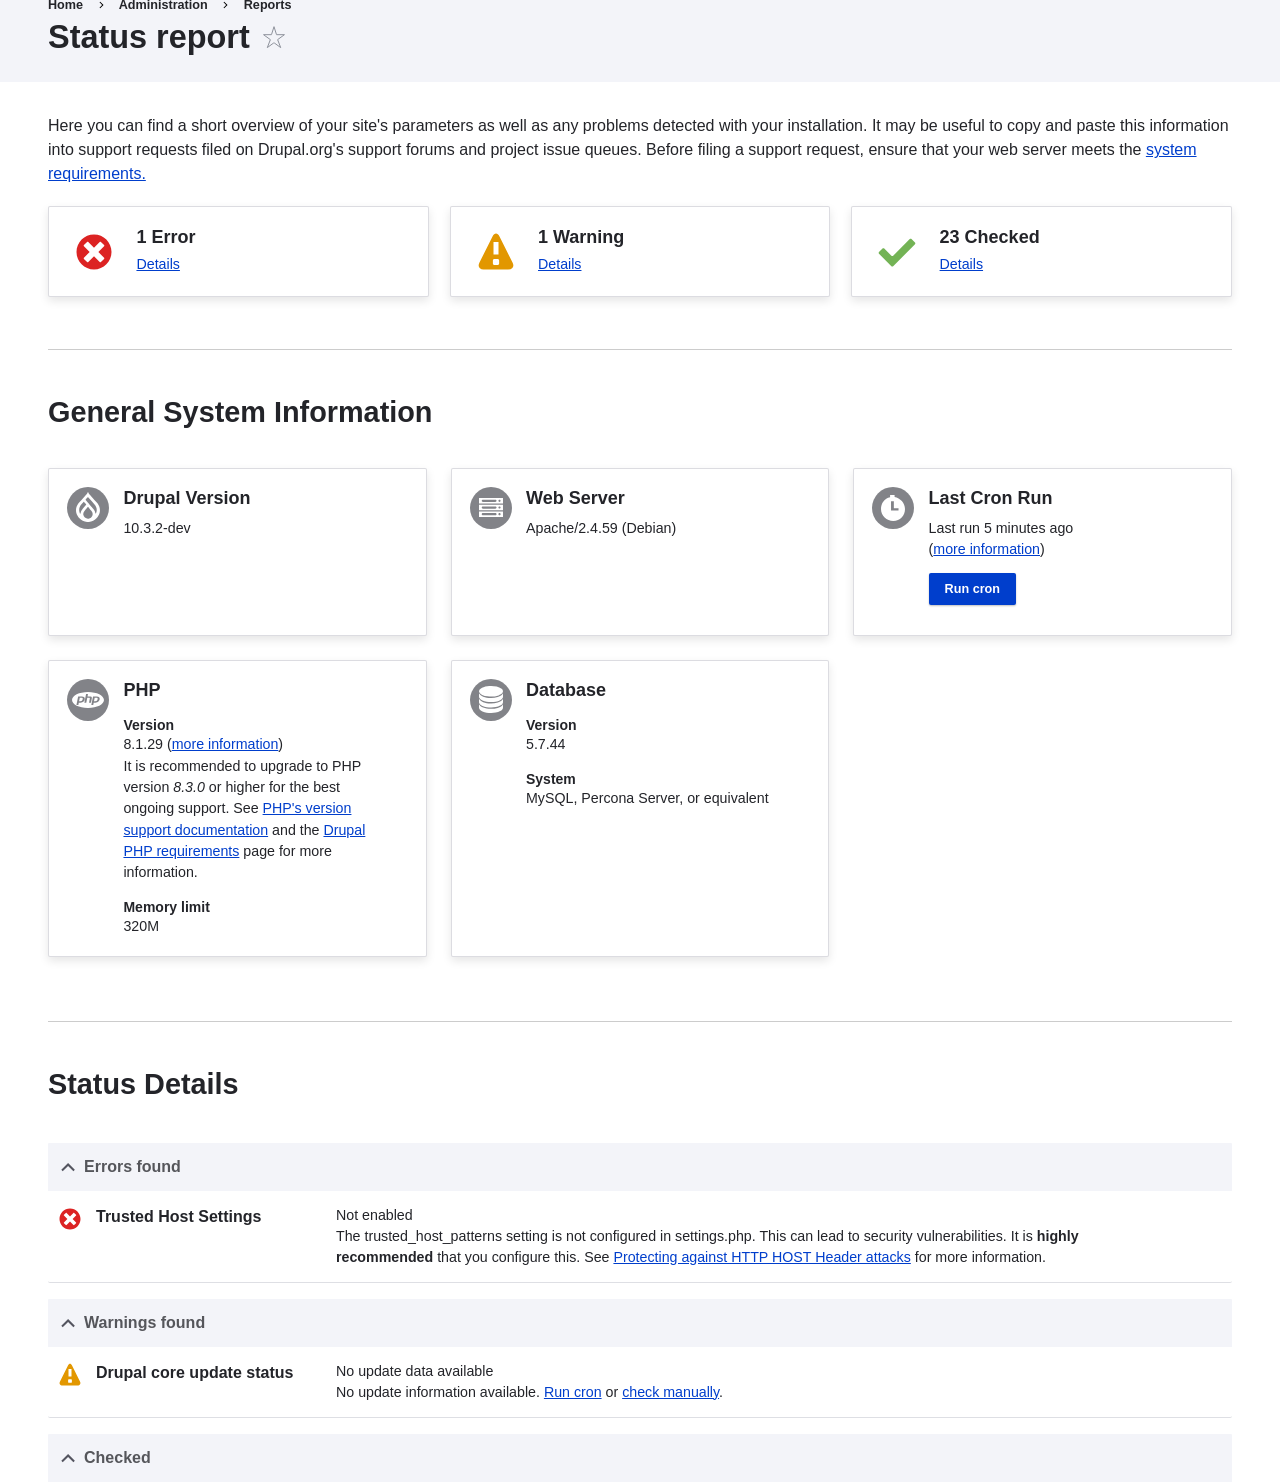 Home › Administration › Reports
Status report ☆
Here you can find a short overview of your site's parameters as well as any problems detected with your installation. It may be useful to copy and paste this information
into support requests filed on Drupal.org's support forums and project issue queues. Before filing a support request, ensure that your web server meets the system
requirements.
1 Error
Details
1 Warning
Details
23 Checked
Details
General System Information
Drupal Version
10.3.2-dev
Web Server
Apache/2.4.59 (Debian)
Last Cron Run
Last run 5 minutes ago
(more information)
Run cron
php
PHP
Version
8.1.29 (more information)
It is recommended to upgrade to PHP
version 8.3.0 or higher for the best
ongoing support. See PHP's version
support documentation and the Drupal
PHP requirements page for more
information.
Memory limit
320M
Database
Version
5.7.44
System
MySQL, Percona Server, or equivalent
Status Details
Errors found
Trusted Host Settings
Not enabled
The trusted_host_patterns setting is not configured in settings.php. This can lead to security vulnerabilities. It is highly
recommended that you configure this. See Protecting against HTTP HOST Header attacks for more information.
Warnings found
Drupal core update status
No update data available
No update information available. Run cron or check manually.
Checked